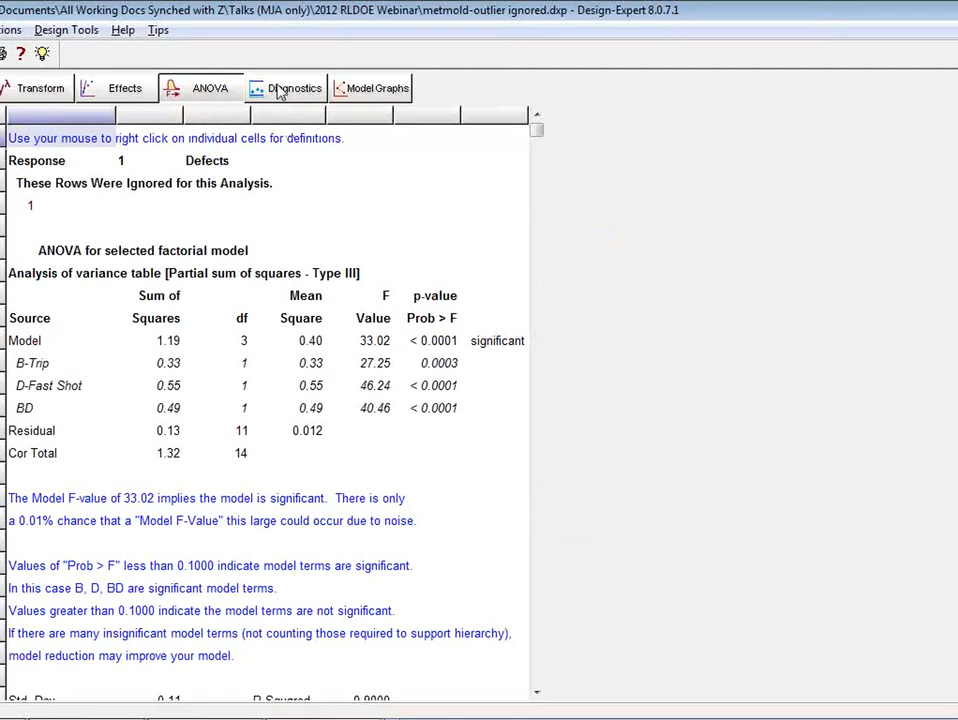 Documents\All Working Docs Synched with Z\Talks (MJA only)\2012 RLDOE Webinar\metmold-outlier ignored.dxp - Design-Expert 8.0.7.1
ions Design Tools Help Tips
Transform Effects ANOVA Diagnostics Model Graphs
Use your mouse to right click on individual cells for definitions.
Response 1 Defects
These Rows Were Ignored for this Analysis.
1
ANOVA for selected factorial model
Analysis of variance table [Partial sum of squares - Type III]
Sum of Mean F p-value
Source Squares df Square Value Prob > F
Model 1.19 3 0.40 33.02 < 0.0001 significant
B-Trip 0.33 1 0.33 27.25 0.0003
D-Fast Shot 0.55 1 0.55 46.24 < 0.0001
BD 0.49 1 0.49 40.46 < 0.0001
Residual 0.13 11 0.012
Cor Total 1.32 14
The Model F-value of 33.02 implies the model is significant. There is only
a 0.01% chance that a "Model F-Value" this large could occur due to noise.
Values of "Prob > F" less than 0.1000 indicate model terms are significant.
In this case B, D, BD are significant model terms.
Values greater than 0.1000 indicate the model terms are not significant.
If there are many insignificant model terms (not counting those required to support hierarchy),
model reduction may improve your model.
Std. Dev. 0.11 R-Squared 0.9000